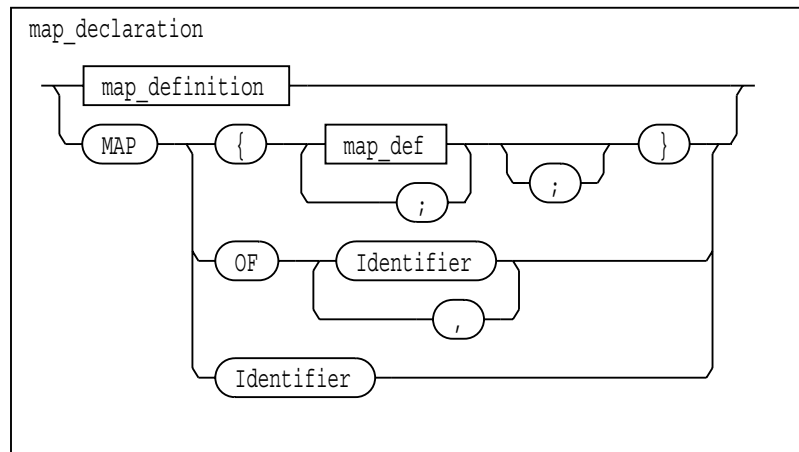 map_declaration
map_definition
MAP { map_def ; }
;
OF Identifier
,
Identifier